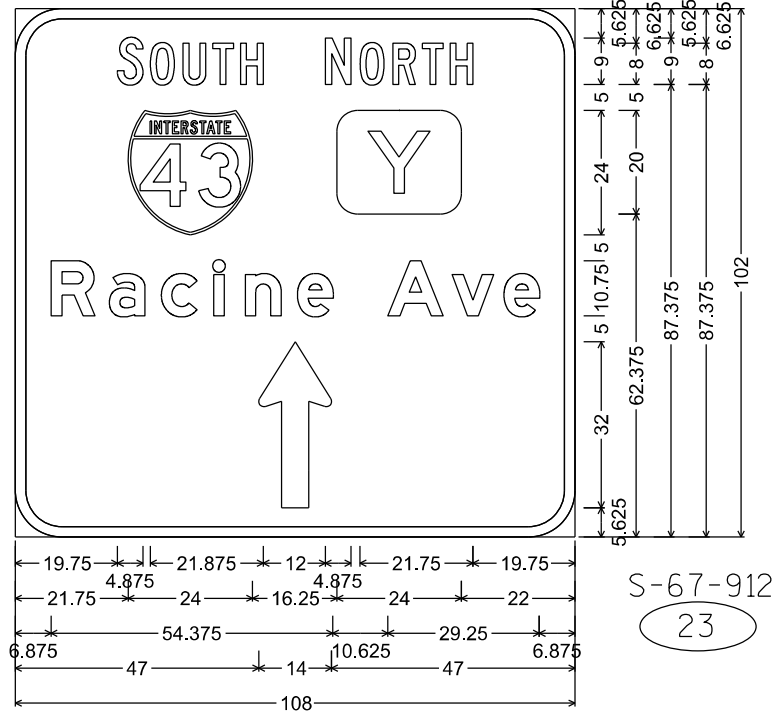 SOUTH NORTH
INTERSTATE
43 Y
Racine Ave
5.625 9 5 24 5 10.75 5 32 5.625
6.625 8 5 20 62.375
5.625 9 87.375
6.625 8 87.375
102
19.75 4.875 21.875 12 4.875 21.75 19.75
21.75 24 16.25 24 22
6.875 54.375 10.625 29.25 6.875
47 14 47
108
S-67-912
23